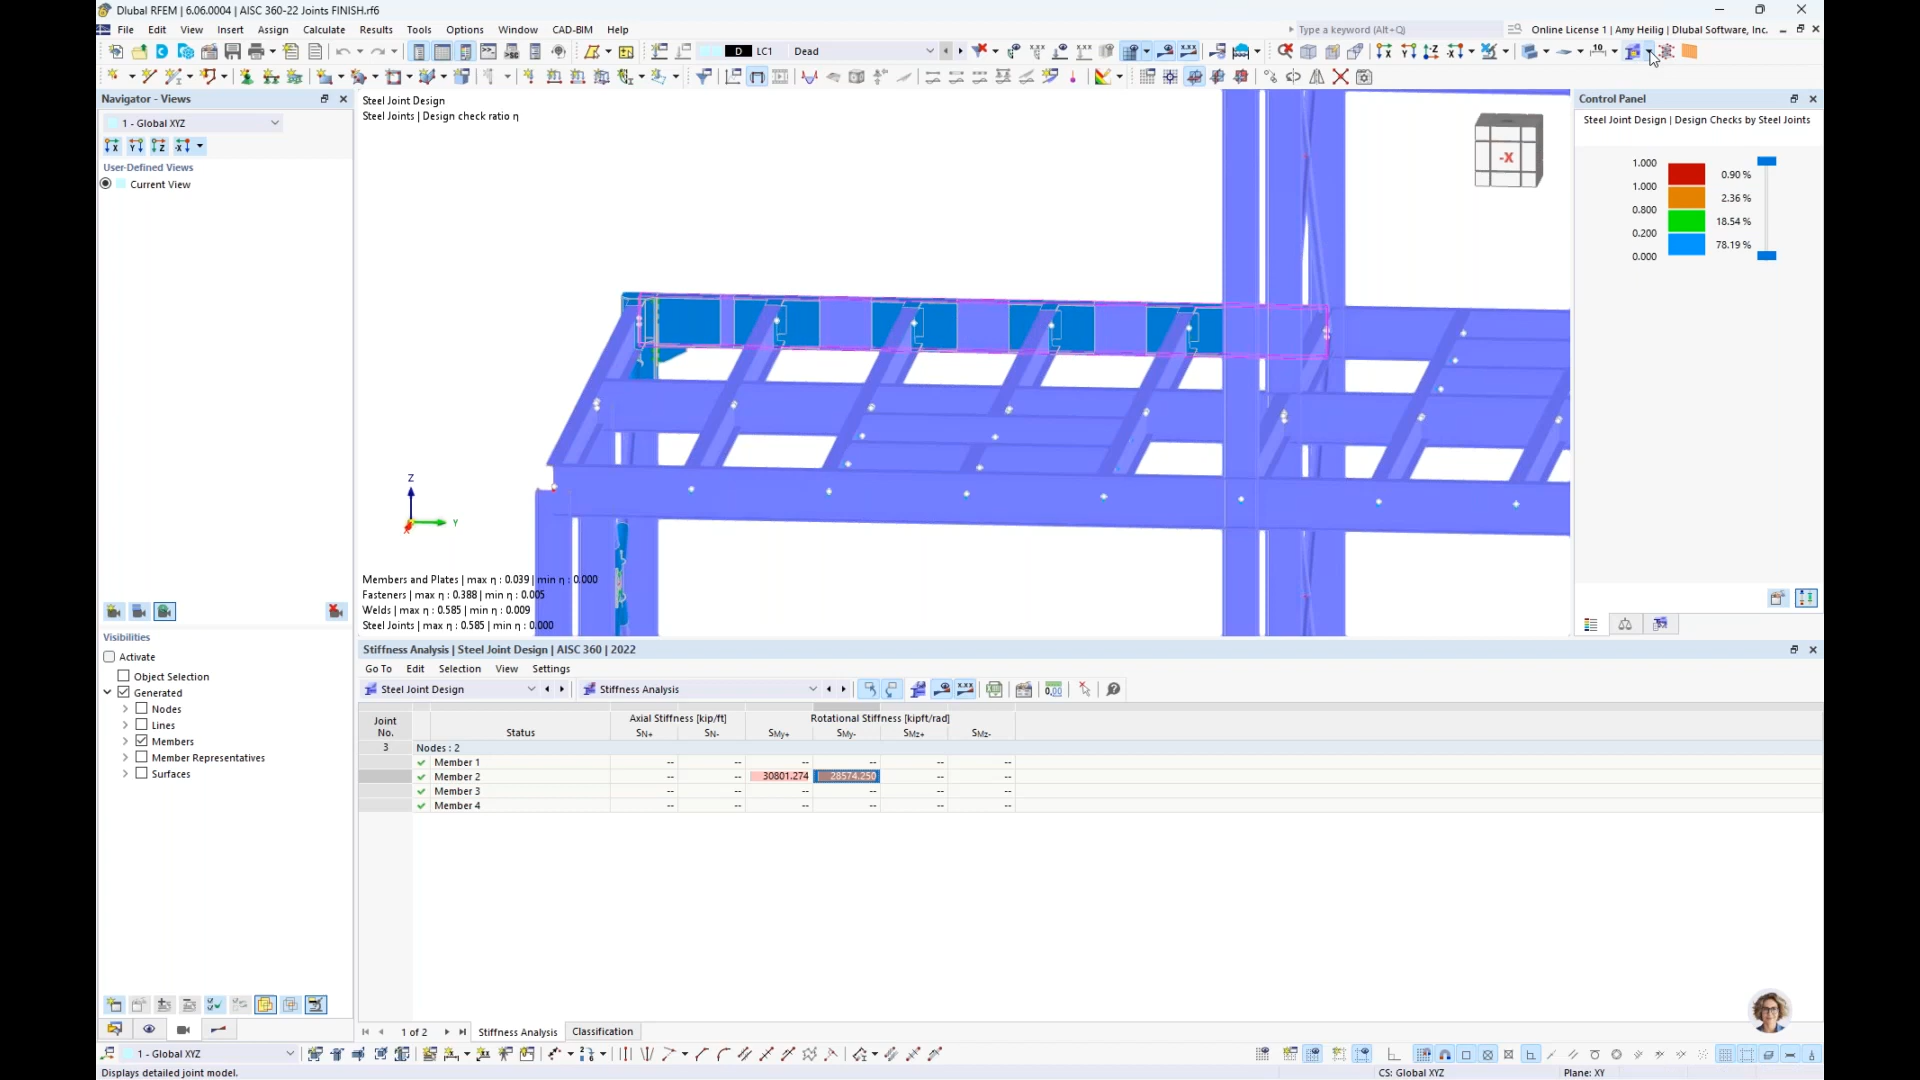 Dlubal RFEM | 6.06.0004 | AISC 360-22 Joints FINISH.rf6
File Edit View Insert Assign Calculate Results Tools Options Window CAD-BIM Help
Type a keyword (Alt+Q)
Online License 1 | Amy Heilig | Dlubal Software, Inc.
D LC1 Dead
Navigator - Views
1 - Global XYZ
User-Defined Views
Current View
Steel Joint Design
Steel Joints | Design check ratio η
-X
Z
Y
X
Members and Plates | max η : 0.039 | min η : 0.000
Fasteners | max η : 0.388 | min η : 0.005
Welds | max η : 0.585 | min η : 0.009
Steel Joints | max η : 0.585 | min η : 0.000
Control Panel
Steel Joint Design | Design Checks by Steel Joints
1.000
0.90 %
1.000
2.36 %
0.800
18.54 %
0.200
78.19 %
0.000
Visibilities
Activate
Object Selection
Generated
Nodes
Lines
Members
Member Representatives
Surfaces
Stiffness Analysis | Steel Joint Design | AISC 360 | 2022
Go To Edit Selection View Settings
Steel Joint Design
Stiffness Analysis
0,00
Joint No.
Status
Axial Stiffness [kip/ft]
Rotational Stiffness [kipft/rad]
SN+ SN- SMy+ SMy- SMz+ SMz-
3 Nodes : 2
Member 1 -- -- -- -- -- --
Member 2 -- -- 30801.274 28574.250 -- --
Member 3 -- -- -- -- -- --
Member 4 -- -- -- -- -- --
1 of 2
Stiffness Analysis
Classification
1 - Global XYZ
Displays detailed joint model.
CS: Global XYZ
Plane: XY